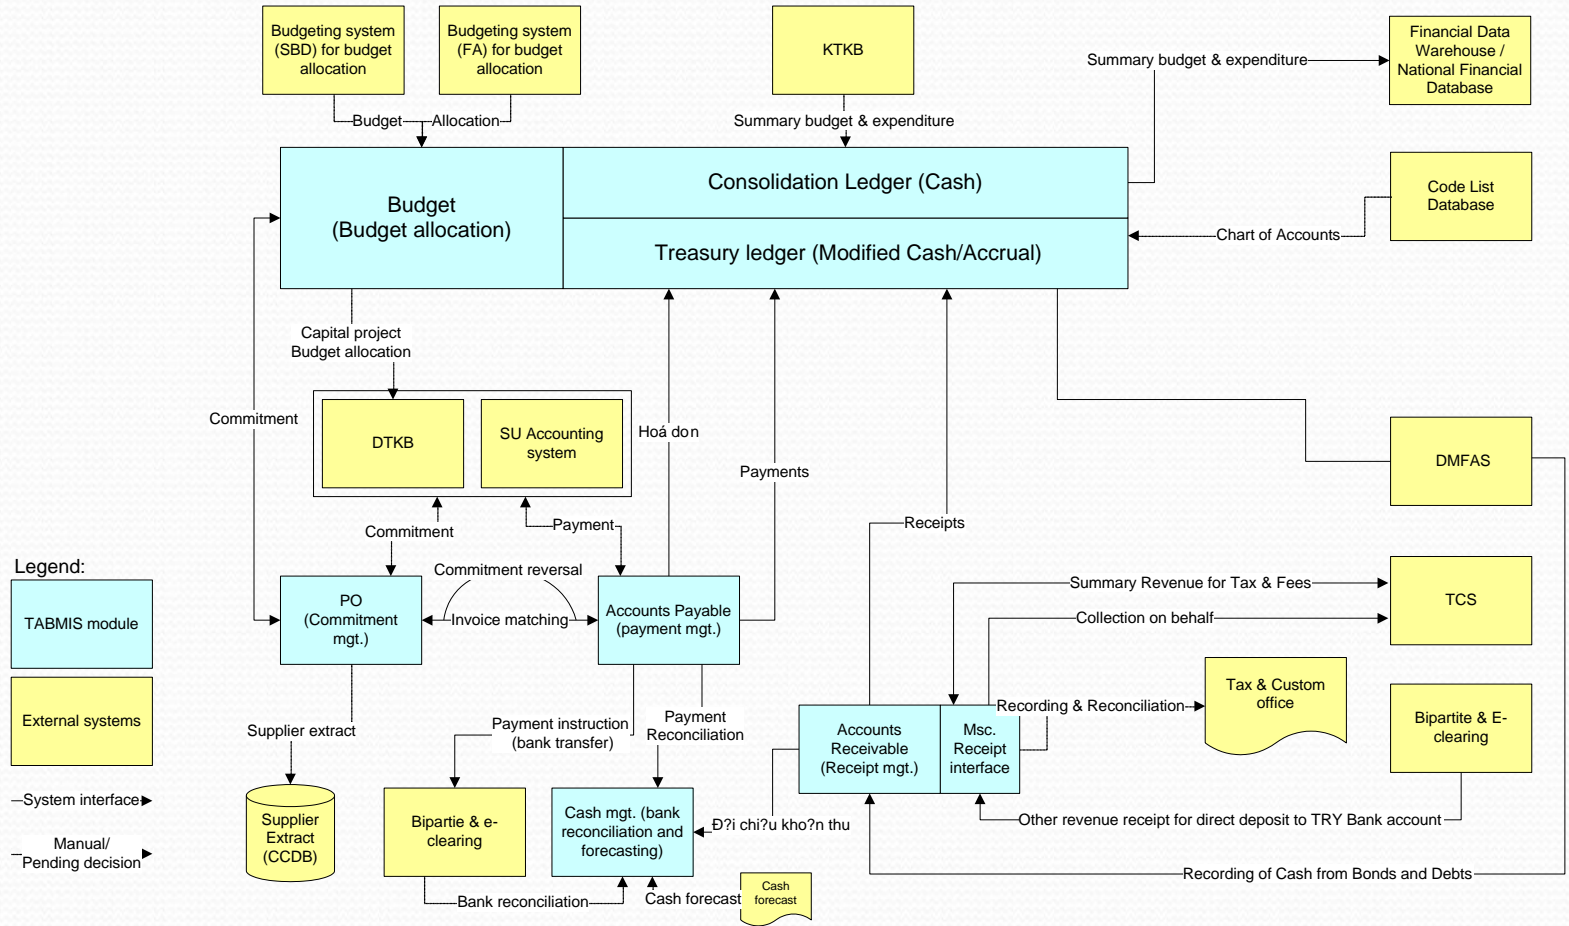 Budgeting system
(SBD) for budget
allocation
Budgeting system
(FA) for budget
allocation
KTKB
Financial Data
Warehouse /
National Financial
Database
Summary budget & expenditure
Budget
Allocation
Summary budget & expenditure
Budget
(Budget allocation)
Consolidation Ledger (Cash)
Treasury ledger (Modified Cash/Accrual)
Code List
Database
Chart of Accounts
Capital project
Budget allocation
Commitment
DTKB
SU Accounting
system
Hoá don
Payments
Receipts
DMFAS
Commitment
Payment
Legend:
TABMIS module
External systems
System interface
Manual/
Pending decision
PO
(Commitment
mgt.)
Commitment reversal
Invoice matching
Accounts Payable
(payment mgt.)
Summary Revenue for Tax & Fees
Collection on behalf
TCS
Tax & Custom
office
Recording & Reconciliation
Supplier extract
Payment instruction
(bank transfer)
Payment
Reconciliation
Accounts
Receivable
(Receipt mgt.)
Msc.
Receipt
interface
Bipartite & E-
clearing
Supplier
Extract
(CCDB)
Bipartie & e-
clearing
Cash mgt. (bank
reconciliation and
forecasting)
Đ?i chi?u kho?n thu
Other revenue receipt for direct deposit to TRY Bank account
Recording of Cash from Bonds and Debts
Bank reconciliation
Cash forecast
Cash
forecast